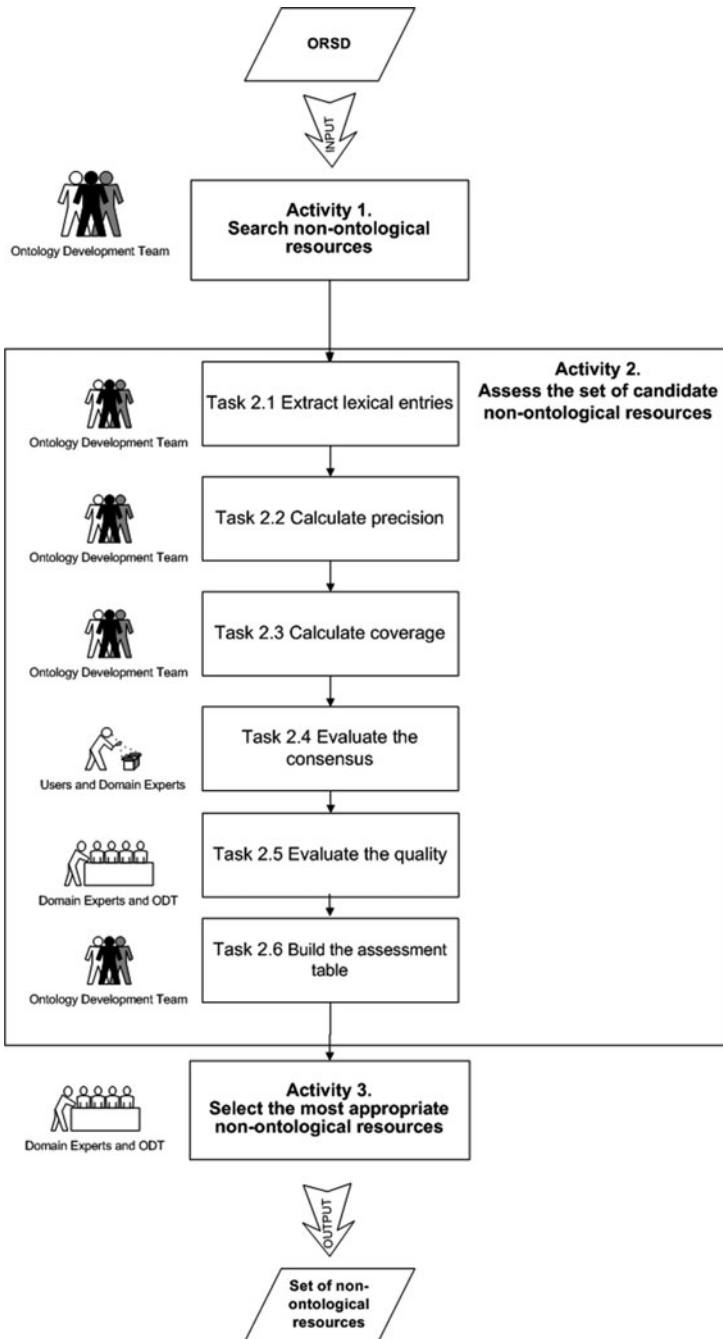 ORSD
INPUT
Activity 1.
Search non-ontological
resources
Ontology Development Team
Activity 2.
Assess the set of candidate
non-ontological resources
Task 2.1 Extract lexical entries
Ontology Development Team
Task 2.2 Calculate precision
Ontology Development Team
Task 2.3 Calculate coverage
Ontology Development Team
Task 2.4 Evaluate the
consensus
Users and Domain Experts
Task 2.5 Evaluate the quality
Domain Experts and ODT
Task 2.6 Build the assessment
table
Ontology Development Team
Activity 3.
Select the most appropriate
non-ontological resources
Domain Experts and ODT
OUTPUT
Set of non-
ontological
resources